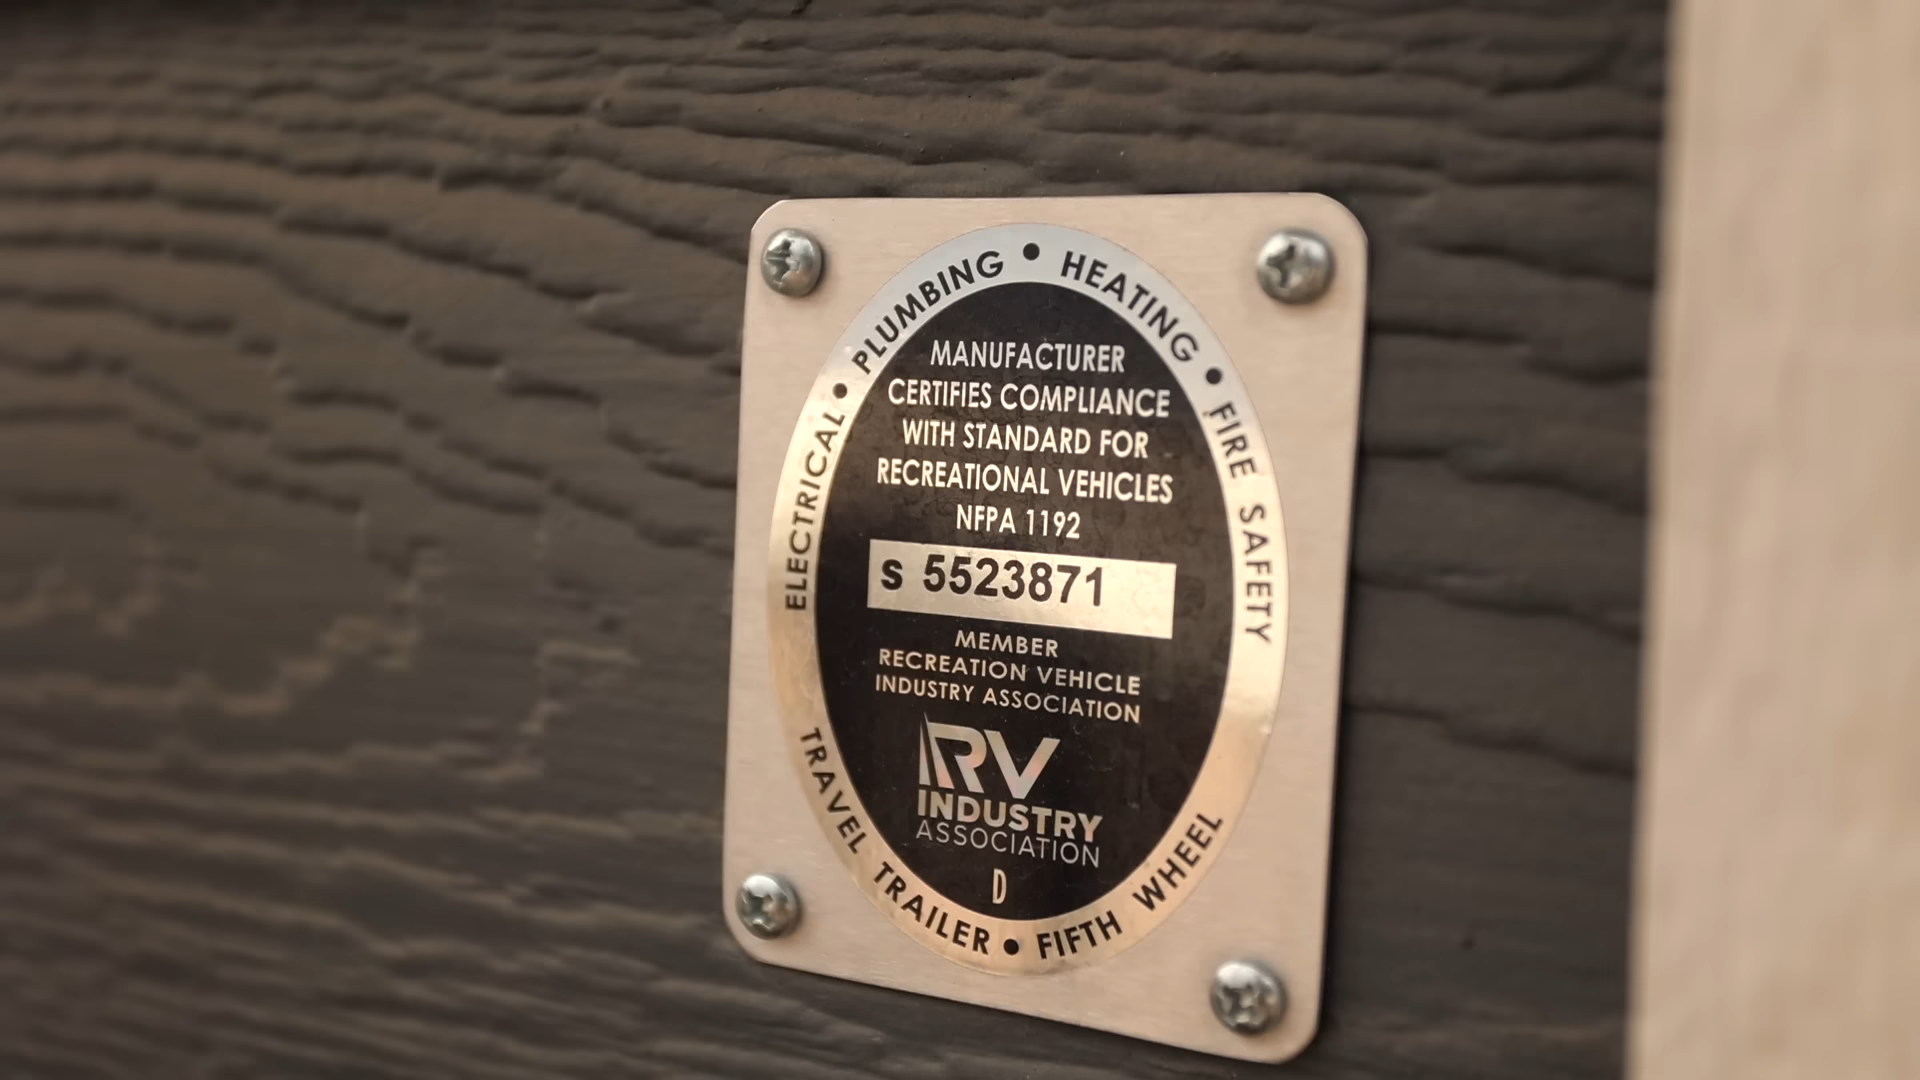 ELECTRICAL • PLUMBING • HEATING • FIRE SAFETY
MANUFACTURER
CERTIFIES COMPLIANCE
WITH STANDARD FOR
RECREATIONAL VEHICLES
NFPA 1192
S 5523871
MEMBER
RECREATION VEHICLE
INDUSTRY ASSOCIATION
RV
INDUSTRY
ASSOCIATION
D
TRAVEL TRAILER • FIFTH WHEEL